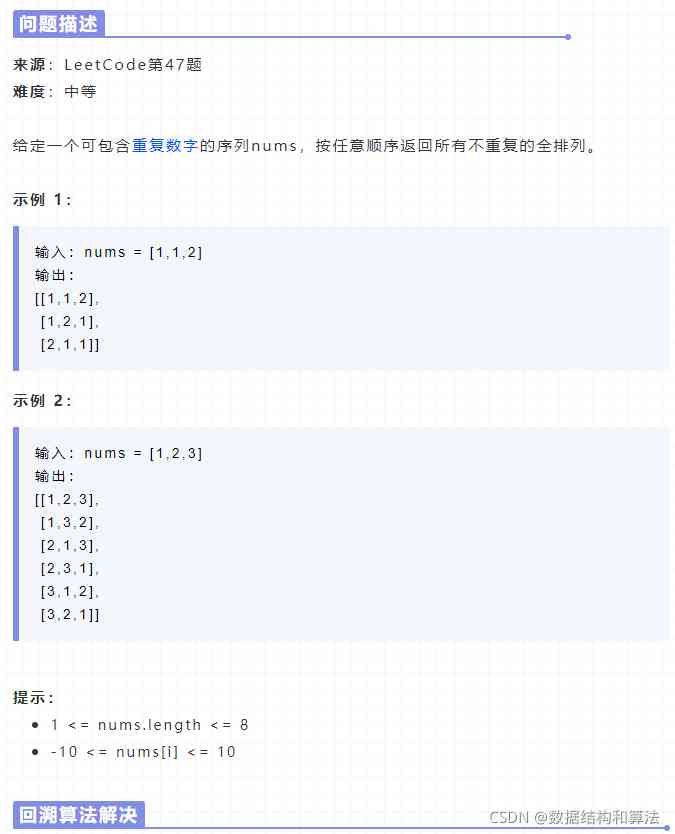 问题描述
来源：LeetCode第47题
难度：中等
给定一个可包含重复数字的序列nums，按任意顺序返回所有不重复的全排列。
示例 1：
输入：nums = [1,1,2]
输出：
[[1,1,2],
[1,2,1],
[2,1,1]]
示例 2：
输入：nums = [1,2,3]
输出：
[[1,2,3],
[1,3,2],
[2,1,3],
[2,3,1],
[3,1,2],
[3,2,1]]
提示：
• 1 <= nums.length <= 8
• -10 <= nums[i] <= 10
回溯算法解决
CSDN @数据结构和算法